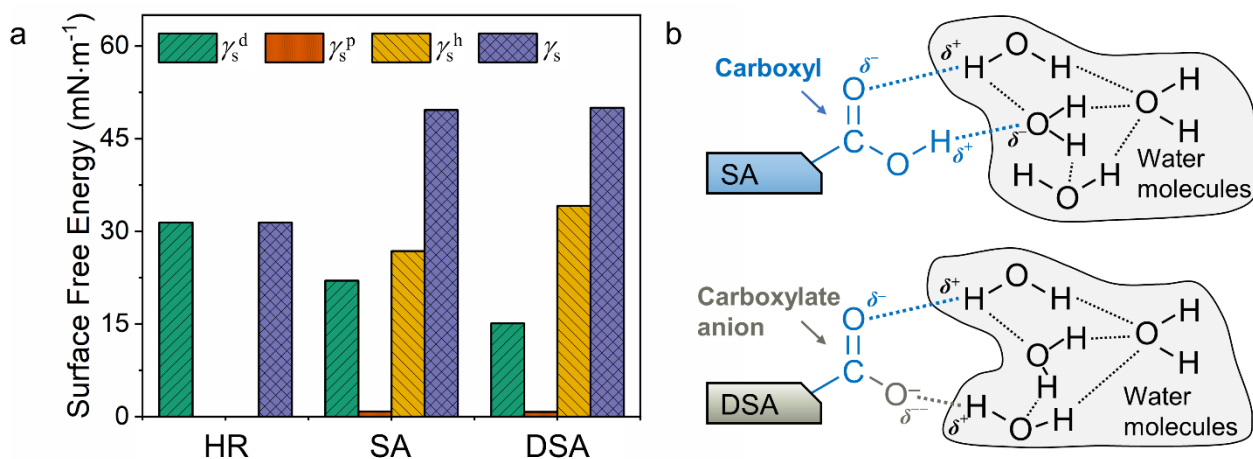 a
Surface Free Energy (mN·m⁻¹)
60
45
30
15
0
γₛᵈ γₛᵖ γₛʰ γₛ
HR SA DSA
b
Carboxyl
O δ⁻
C
O H δ⁺
SA
δ⁺ H O H
O δ⁻ H H
O H H
H O H
Water
molecules
Carboxylate
anion
O δ⁻
C
O⁻ δ⁻⁻
DSA
δ⁺ H O H
O H H
O H H
δ⁺ H O H
Water
molecules